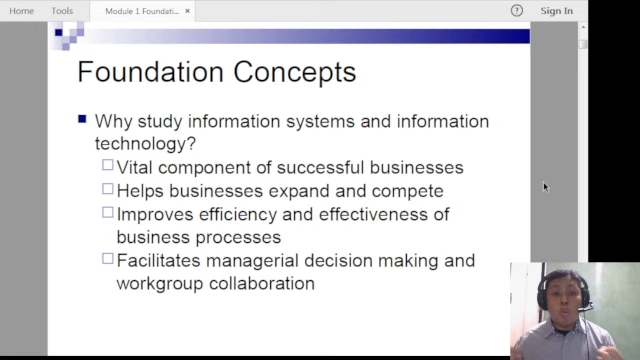 Home Tools Module 1 Foundati... × ? Sign In
Foundation Concepts
Why study information systems and information
technology?
Vital component of successful businesses
Helps businesses expand and compete
Improves efficiency and effectiveness of
business processes
Facilitates managerial decision making and
workgroup collaboration